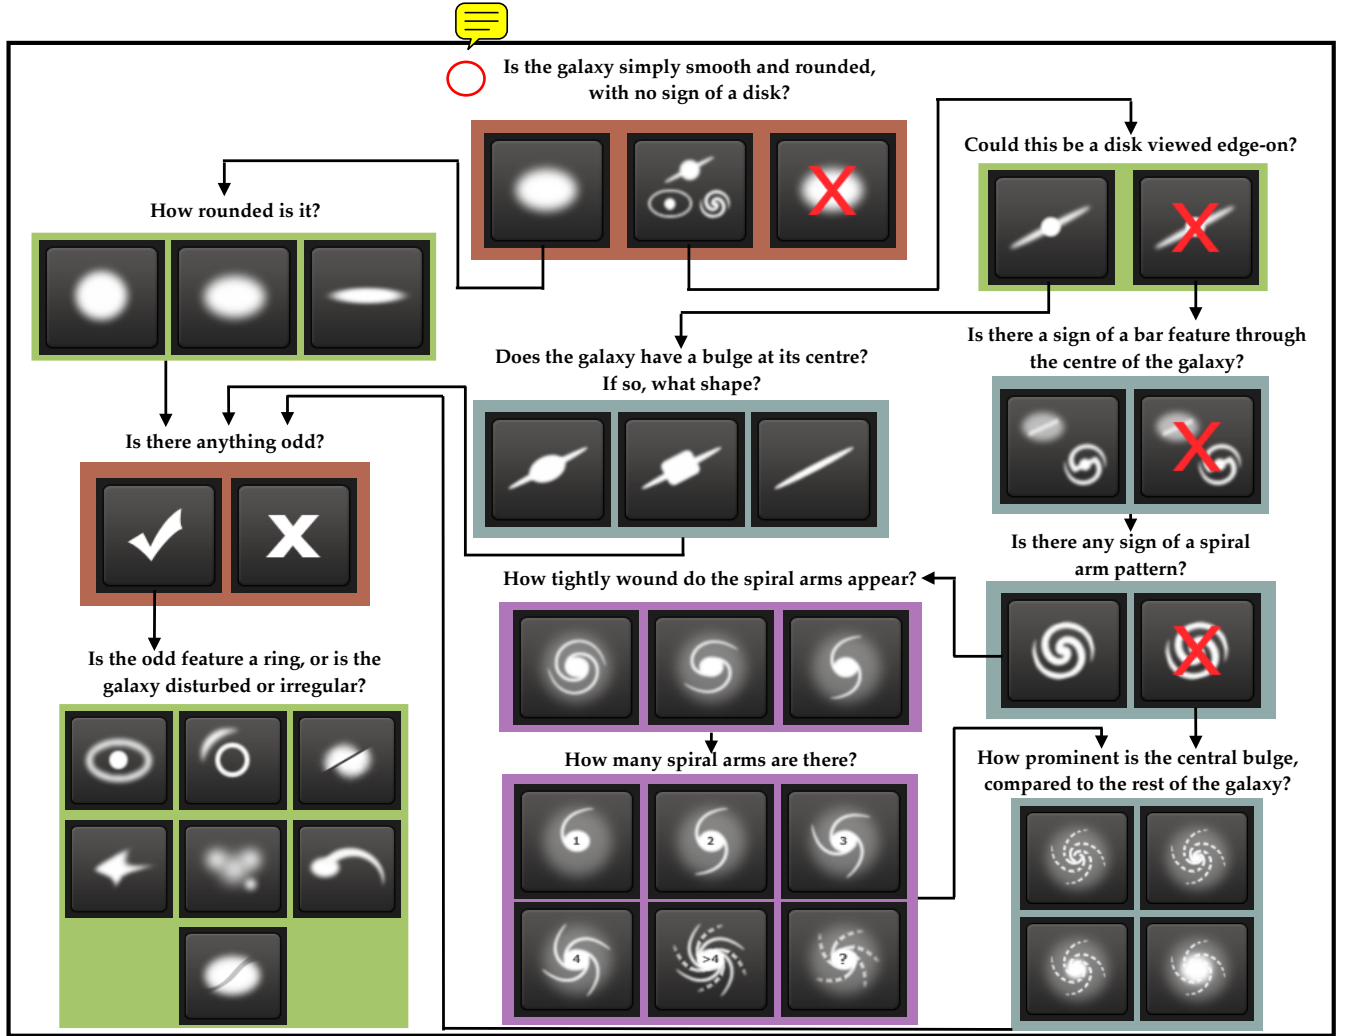 Is the galaxy simply smooth and rounded,
with no sign of a disk?
Could this be a disk viewed edge-on?
How rounded is it?
Is there a sign of a bar feature through
the centre of the galaxy?
Does the galaxy have a bulge at its centre?
If so, what shape?
Is there anything odd?
Is there any sign of a spiral
arm pattern?
How tightly wound do the spiral arms appear?
Is the odd feature a ring, or is the
galaxy disturbed or irregular?
How many spiral arms are there?
How prominent is the central bulge,
compared to the rest of the galaxy?
1
2
3
4
>4
?